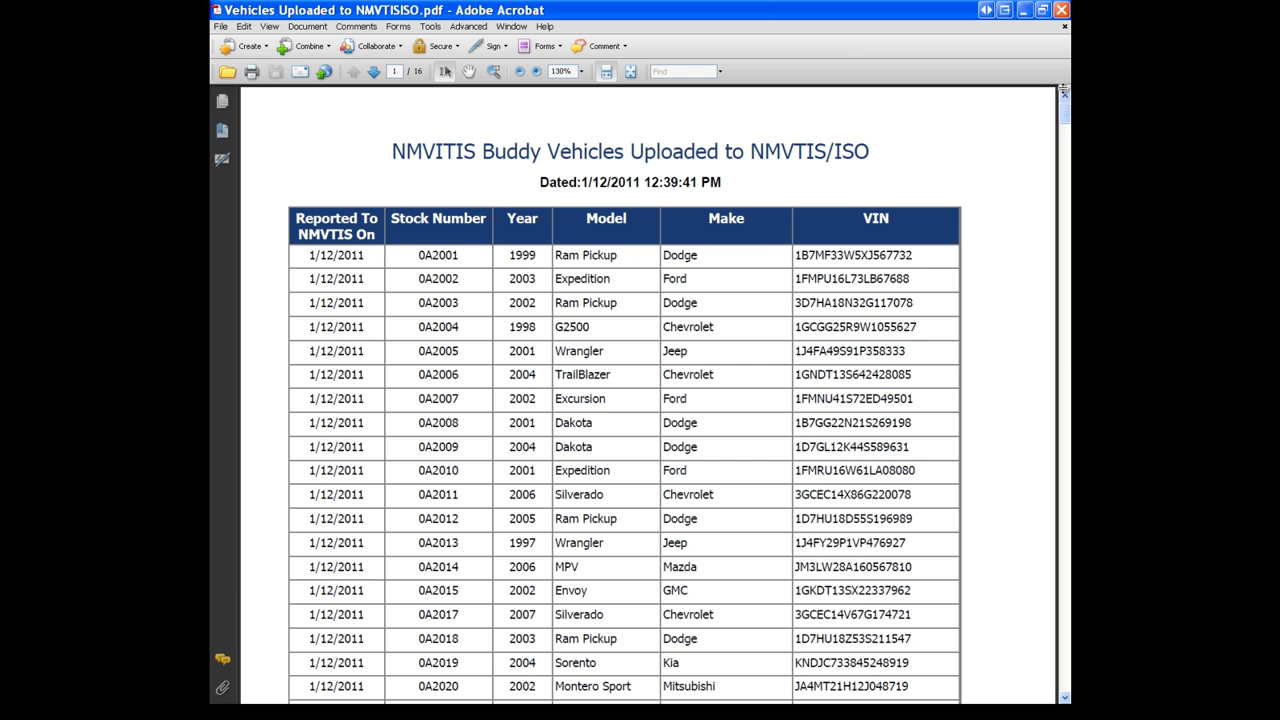 Vehicles Uploaded to NMVTISISO.pdf - Adobe Acrobat
File Edit View Document Comments Forms Tools Advanced Window Help
Create Combine Collaborate Secure Sign Forms Comment
1 / 16 130% Find
NMVITIS Buddy Vehicles Uploaded to NMVTIS/ISO
Dated:1/12/2011 12:39:41 PM
Reported To NMVTIS On Stock Number Year Model Make VIN
1/12/2011 0A2001 1999 Ram Pickup Dodge 1B7MF33W5XJ567732
1/12/2011 0A2002 2003 Expedition Ford 1FMPU16L73LB67688
1/12/2011 0A2003 2002 Ram Pickup Dodge 3D7HA18N32G117078
1/12/2011 0A2004 1998 G2500 Chevrolet 1GCGG25R9W1055627
1/12/2011 0A2005 2001 Wrangler Jeep 1J4FA49S91P358333
1/12/2011 0A2006 2004 TrailBlazer Chevrolet 1GNDT13S642428085
1/12/2011 0A2007 2002 Excursion Ford 1FMNU41S72ED49501
1/12/2011 0A2008 2001 Dakota Dodge 1B7GG22N21S269198
1/12/2011 0A2009 2004 Dakota Dodge 1D7GL12K44S589631
1/12/2011 0A2010 2001 Expedition Ford 1FMRU16W61LA08080
1/12/2011 0A2011 2006 Silverado Chevrolet 3GCEC14X86G220078
1/12/2011 0A2012 2005 Ram Pickup Dodge 1D7HU18D55S196989
1/12/2011 0A2013 1997 Wrangler Jeep 1J4FY29P1VP476927
1/12/2011 0A2014 2006 MPV Mazda JM3LW28A160567810
1/12/2011 0A2015 2002 Envoy GMC 1GKDT13SX22337962
1/12/2011 0A2017 2007 Silverado Chevrolet 3GCEC14V67G174721
1/12/2011 0A2018 2003 Ram Pickup Dodge 1D7HU18Z53S211547
1/12/2011 0A2019 2004 Sorento Kia KNDJC733845248919
1/12/2011 0A2020 2002 Montero Sport Mitsubishi JA4MT21H12J048719